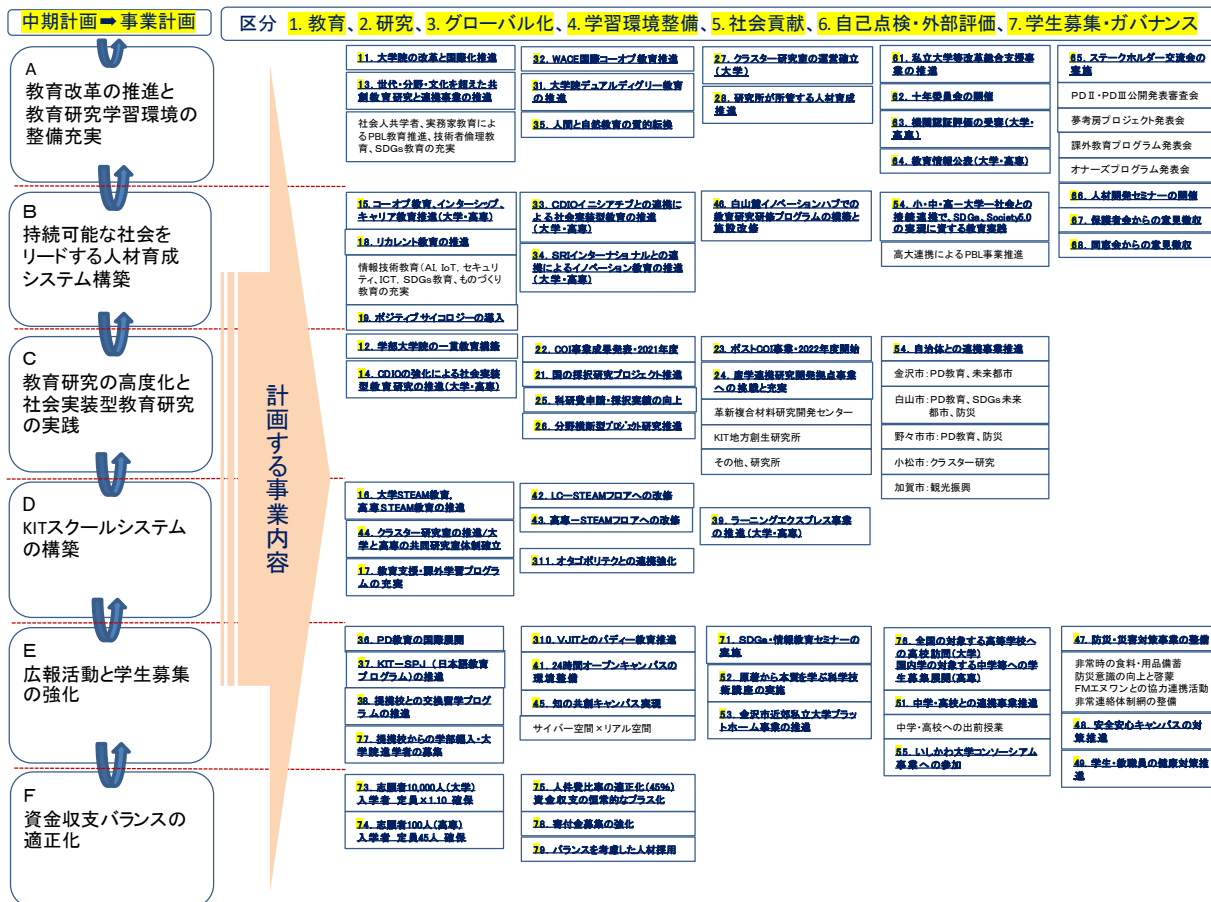 中期計画 ➡ 事業計画
区分 1. 教育、2. 研究、3. グローバル化、4. 学習環境整備、5. 社会貢献、6. 自己点検・外部評価、7. 学生募集・ガバナンス
A
教育改革の推進と
教育研究学習環境の
整備充実
B
持続可能な社会を
リードする人材育成
システム構築
C
教育研究の高度化と
社会実装型教育研究
の実践
D
KITスクールシステム
の構築
E
広報活動と学生募集
の強化
F
資金収支バランスの
適正化
計画する事業内容
11. 大学院の改革と国際化推進
13. 世代・分野・文化を超えた共
創教育研究と連携事業の推進
社会人共学者、実務家教育に
よるPBL教育推進、技術者倫理教
育、SDGs教育の充実
32. WACE国際コーオプ教育推進
31. 大学院デュアルディグリー教育
の推進
35. 人間と自然教育の質的転換
27. クラスター研究室の運営確立
(大学)
28. 研究所が所管する人材育成
推進
61. 私立大学等改革総合支援事
業の推進
62. 十年委員会の開催
63. 機関認証評価の受審(大学・
高専)
64. 教育情報公表(大学・高専)
65. ステークホルダー交流会の
実施
PDⅡ・PDⅢ公開発表審査会
夢考房プロジェクト発表会
課外教育プログラム発表会
オナーズプログラム発表会
66. 人材開発セミナーの開催
67. 保護者会からの意見徴収
68. 同窓会からの意見徴収
15. コーオプ教育、インターシップ、
キャリア教育推進(大学・高専)
18. リカレント教育の推進
情報技術教育(AI, IoT, セキュリ
ティ、ICT, SDGs教育、ものづくり
教育の充実
19. ポジティブサイコロジーの導入
33. CDIOイニシアチブとの連携
による社会実装型教育の推進
(大学・高専)
34. SRIインターナショナルとの連
携によるイノベーション教育の推進
(大学・高専)
46. 白山麓イノベーションハブでの
教育研究研修プログラムの構築と
施設改修
54. 小・中・高ー大学ー社会との
接続連携で、SDGs、Society5.0
の実現に資する教育実践
高大連携によるPBL事業推進
12. 学部大学院の一貫教育構築
14. CDIOの強化による社会実装
型教育研究の推進(大学・高専)
22. COI事業成果発表・2021年度
21. 国の採択研究プロジェクト推進
25. 科研費申請・採択実績の向上
26. 分野横断型プロジェクト研究推進
23. ポストCOI事業・2022年度開始
24. 産学連携研究開発拠点事業
への挑戦と充実
革新複合材料研究開発センター
KIT地方創生研究所
その他、研究所
54. 自治体との連携事業推進
金沢市:PD教育、未来都市
白山市:PD教育、SDGs未来
都市、防災
野々市市:PD教育、防災
小松市:クラスター研究
加賀市:観光振興
16. 大学STEAM教育,
高専STEAM教育の推進
44. クラスター研究室の推進/大
学と高専の共同研究室体制確立
17. 教育支援・課外学習プログラ
ムの充実
42. LCーSTEAMフロアへの改修
43. 高専ーSTEAMフロアへの改修
311. オタゴポリテクとの連携強化
39. ラーニングエクスプレス事業
の推進(大学・高専)
36. PD教育の国際展開
37. KITーSPJ (日本語教育
プログラム)の推進
38. 提携校との交換留学プログ
ラムの推進
77. 提携校からの学部編入・大
学院進学者の募集
310. VJITとのバディー教育推進
41. 24時間オープンキャンパスの
環境整備
45. 知の共創キャンパス実現
サイバー空間×リアル空間
71. SDGs・情報教育セミナーの
実施
52. 原著から本質を学ぶ科学技
術講座の実施
53. 金沢市近郊私立大学プラッ
トホーム事業の推進
76. 全国の対象する高等学校へ
の高校訪問(大学)
国内学の対象する中学等への学
生募集展開(高専)
51. 中学・高校との連携事業推進
中学・高校への出前授業
55. いしかわ大学コンソーシアム
事業への参加
47. 防災・災害対策事業の整備
非常時の食料・用品備蓄
防災意識の向上と啓蒙
FMエヌワンとの協力連携活動
非常連絡体制網の整備
48. 安全安心キャンパスの対
策推進
49. 学生・教職員の健康対策推
進
73. 志願者10,000人(大学)
入学者 定員×1.10 確保
74. 志願者100人(高専)
入学者 定員45人 確保
75. 人件費比率の適正化(45%)
資金収支の恒常的なプラス化
78. 寄付金募集の強化
79. バランスを考慮した人材採用